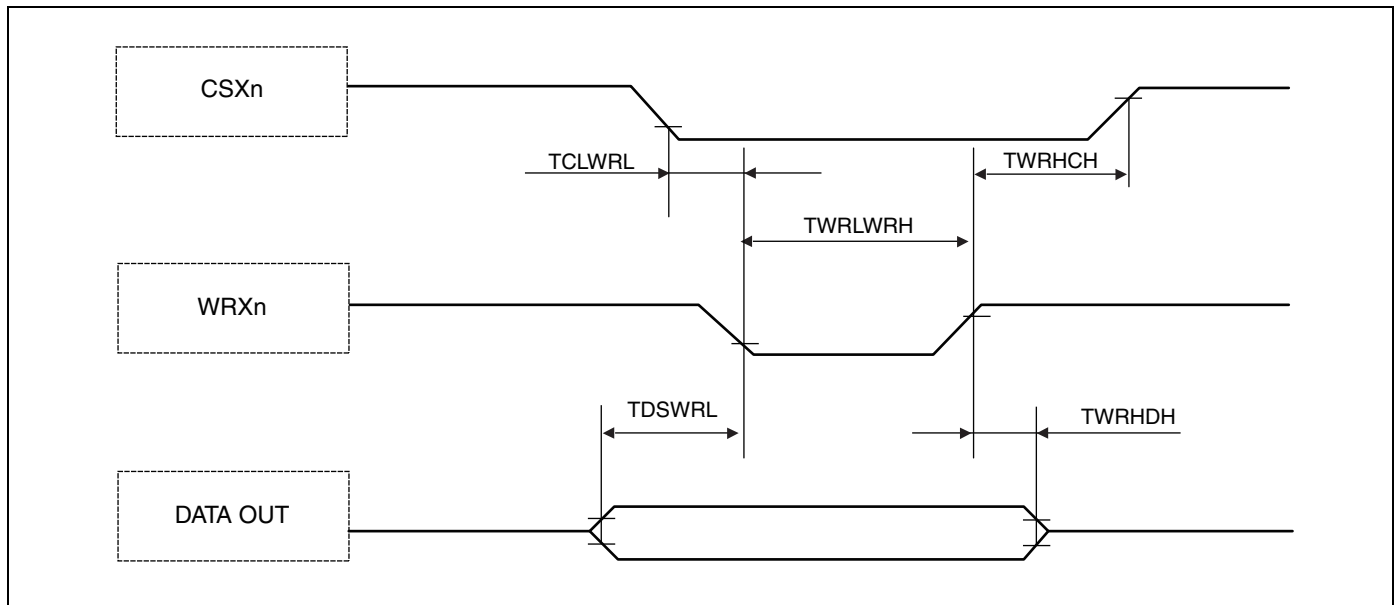 CSXn
TCLWRL
TWRHCH
TWRLWRH
WRXn
TDSWRL
TWRHDH
DATA OUT